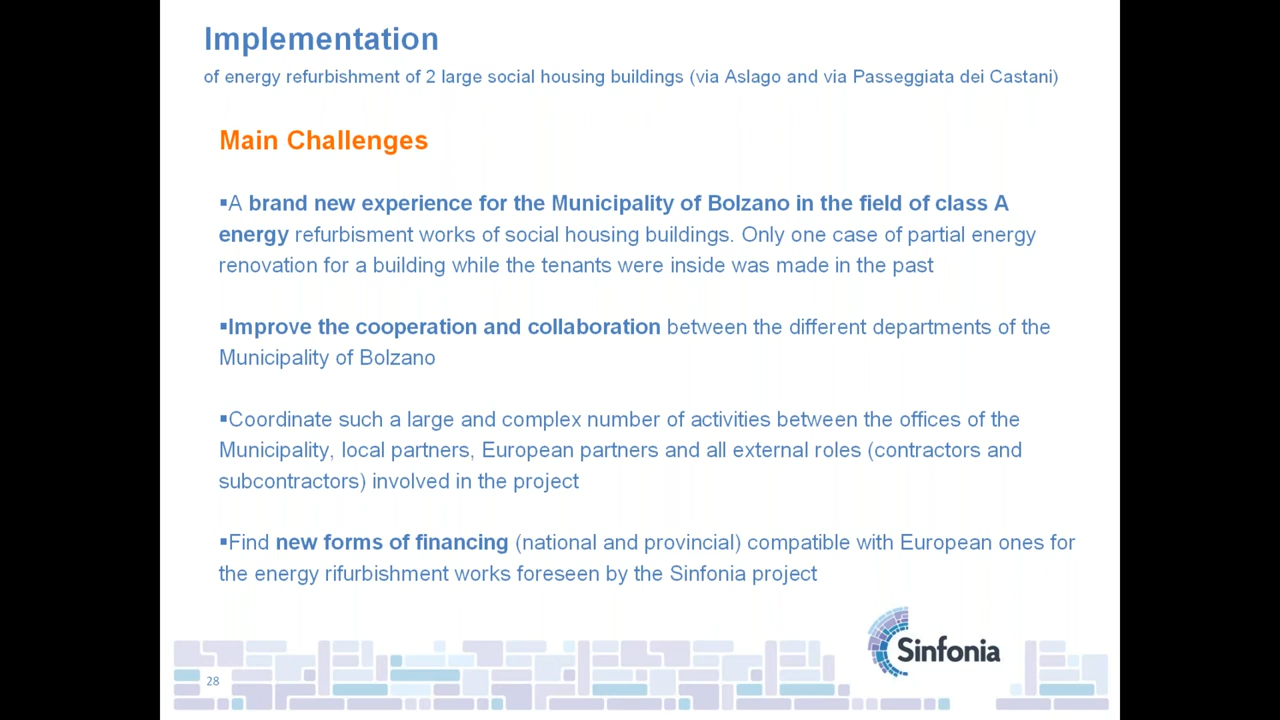 Implementation
of energy refurbishment of 2 large social housing buildings (via Aslago and via Passeggiata dei Castani)
Main Challenges
▪A brand new experience for the Municipality of Bolzano in the field of class A
energy refurbisment works of social housing buildings. Only one case of partial energy
renovation for a building while the tenants were inside was made in the past
▪Improve the cooperation and collaboration between the different departments of the
Municipality of Bolzano
▪Coordinate such a large and complex number of activities between the offices of the
Municipality, local partners, European partners and all external roles (contractors and
subcontractors) involved in the project
▪Find new forms of financing (national and provincial) compatible with European ones for
the energy rifurbishment works foreseen by the Sinfonia project
Sinfonia
28